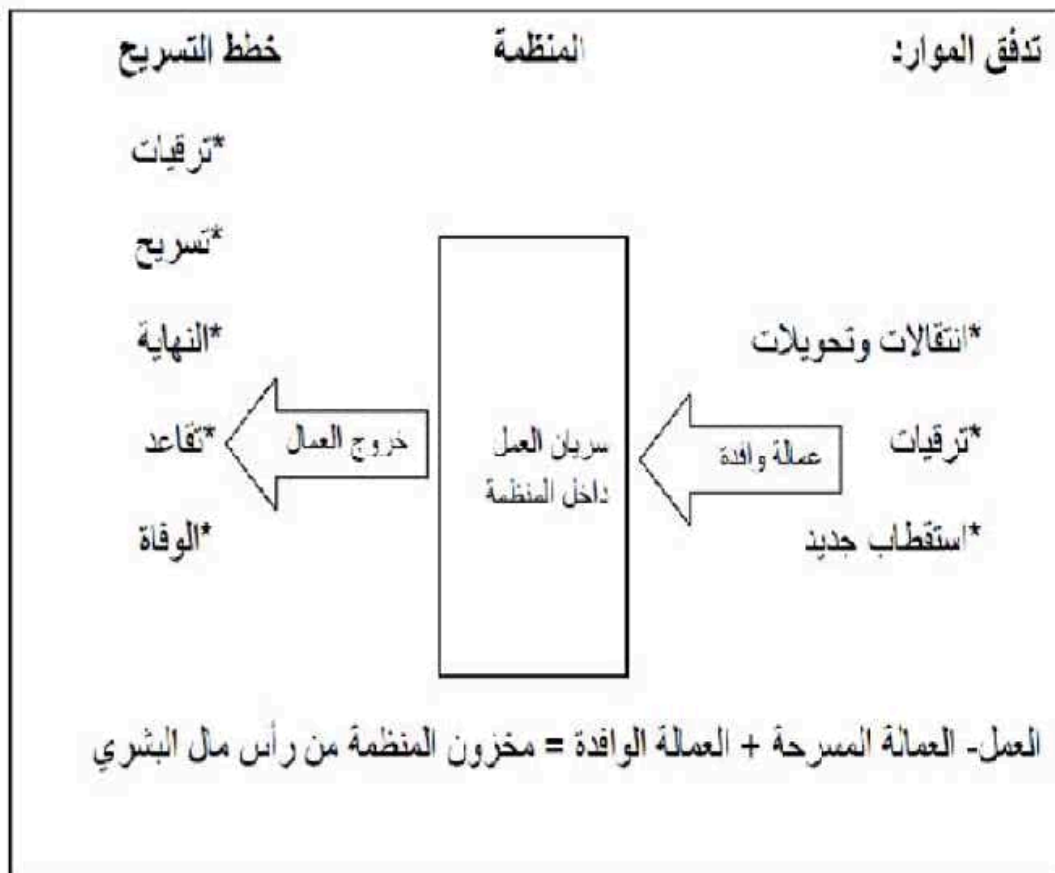 تدفق الموارد
المنظمة
خطط التسريح
*انتقالات وتحويلات
*ترقيات
*استقطاب جديد
عمالة وافدة
سريان العمل
داخل المنظمة
خروج العمال
*ترقيات
*تسريح
*النهاية
*تقاعد
*الوفاة
العمل- العمالة المسرحة + العمالة الوافدة = مخزون المنظمة من رأس مال البشري